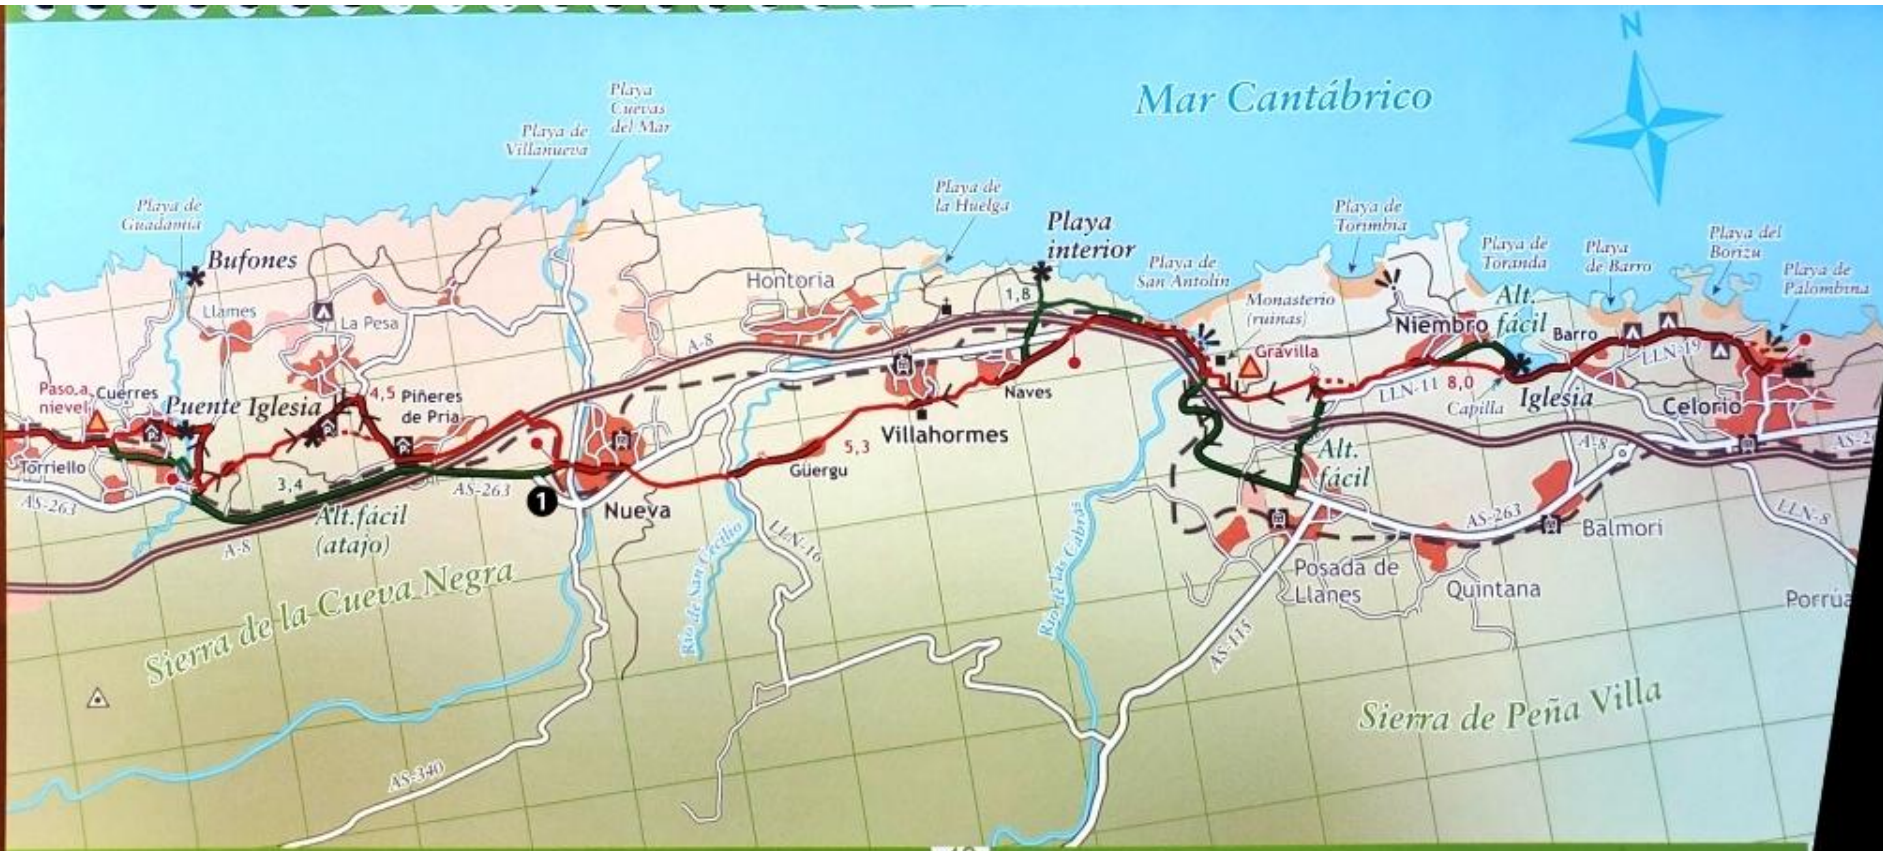 N
Mar Cantábrico
Playa
Cuevas
del Mar
Playa de
Villanueva
Playa de
Guadamía
Bufones
Playa de
la Huelga
Playa
interior
Playa de
San Antolín
Playa de
Torimbia
Playa de
Toranda
Playa
de Barro
Playa del
Borizu
Playa de
Palombina
Llames
La Pesa
Hontoria
1,8
Monasterio
(ruinas)
Alt.
fácil
Niembro
Barro
LLN-19
A-8
Gravilla
Paso a
nivel
Cuerres
Puente
Iglesia
4,5
Piñeres
de Pria
Naves
LLN-11
8,0
Capilla
Iglesia
Celorio
Villahormes
Torriello
AS-263
3,4
AS-263
5,3
Güergu
Alt.
fácil
A-8
1
Nueva
Alt.fácil
(atajo)
A-8
AS-263
Balmori
LLN-8
LLN-16
Río de San Cecilio
Río de las Cabras
Posada de
Llanes
Quintana
Sierra de la Cueva Negra
AS-115
Sierra de Peña Villa
AS-340